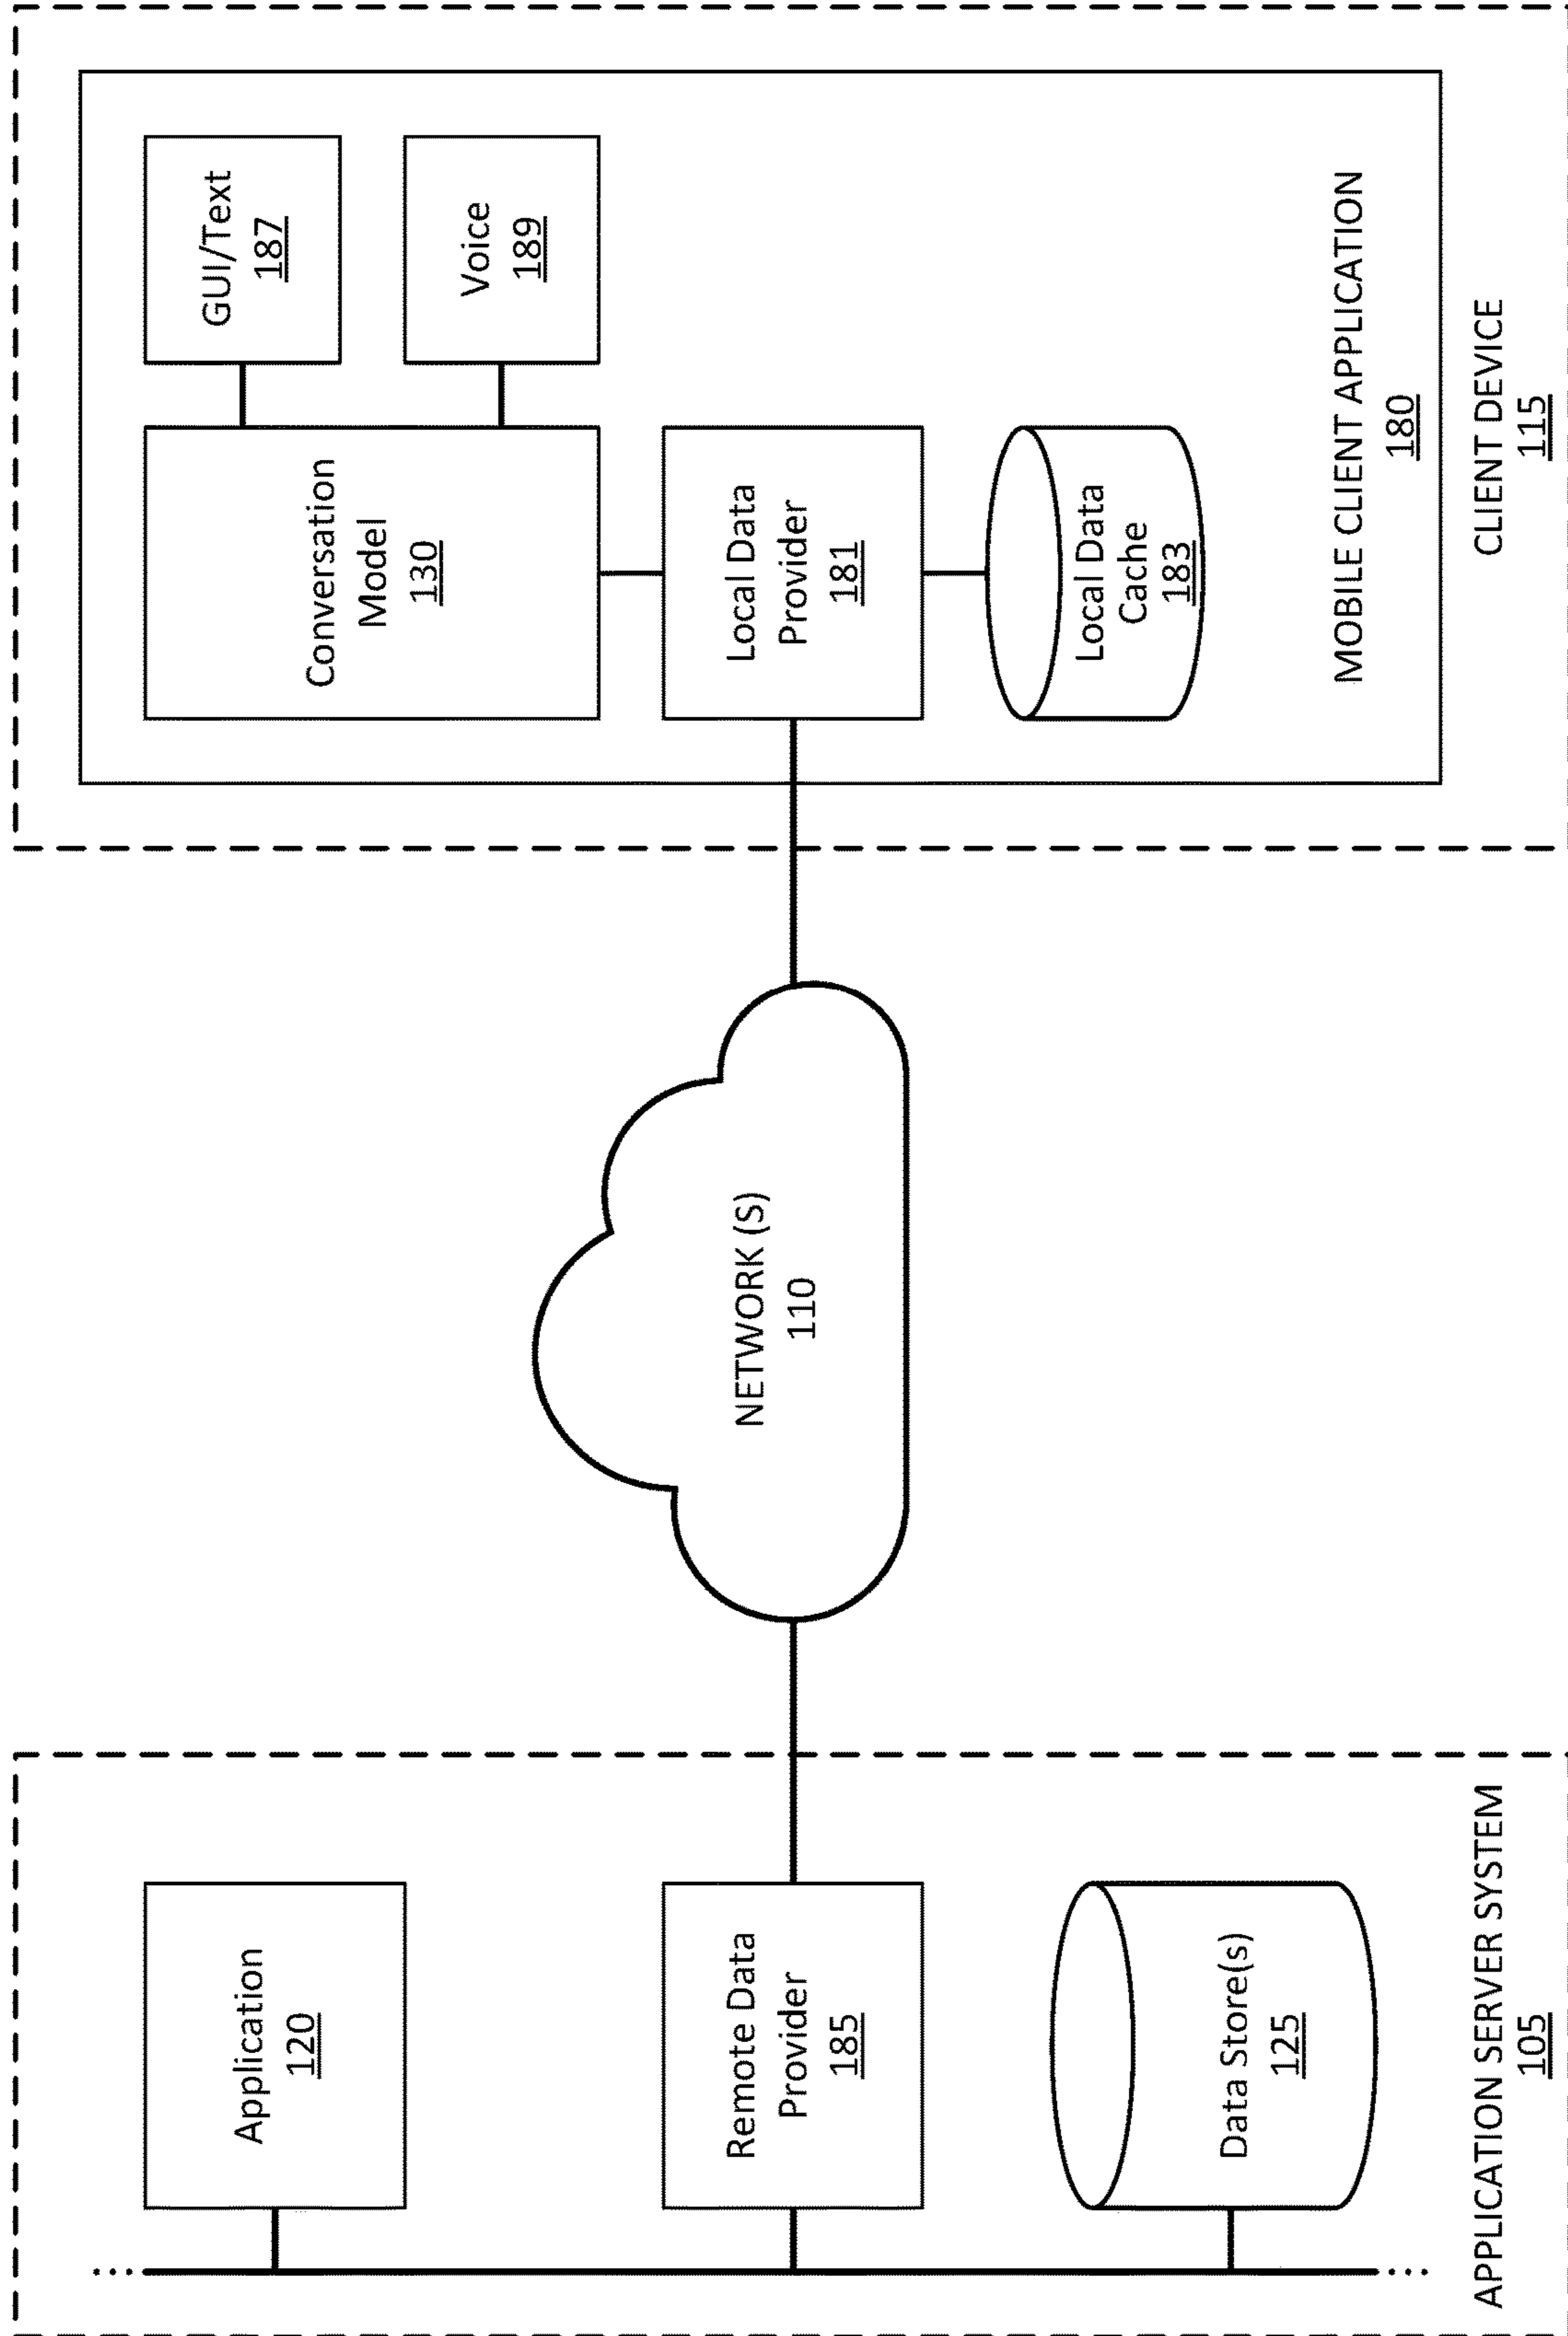 Application
120
Remote Data
Provider
185
Data Store(s)
125
APPLICATION SERVER SYSTEM
105
NETWORK (S)
110
Conversation
Model
130
GUI/Text
187
Voice
189
Local Data
Provider
181
Local Data
Cache
183
MOBILE CLIENT APPLICATION
180
CLIENT DEVICE
115